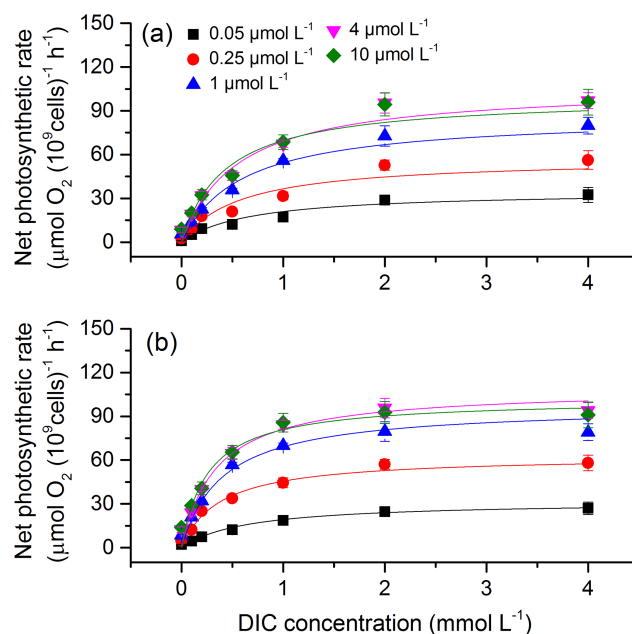 (a)
0.05 µmol L⁻¹ 4 µmol L⁻¹
0.25 µmol L⁻¹ 10 µmol L⁻¹
1 µmol L⁻¹
Net photosynthetic rate
(µmol O₂ (10⁹cells)⁻¹ h⁻¹)
150
120
90
60
30
0
0 1 2 3 4
(b)
Net photosynthetic rate
(µmol O₂ (10⁹cells)⁻¹ h⁻¹)
150
120
90
60
30
0
0 1 2 3 4
DIC concentration (mmol L⁻¹)